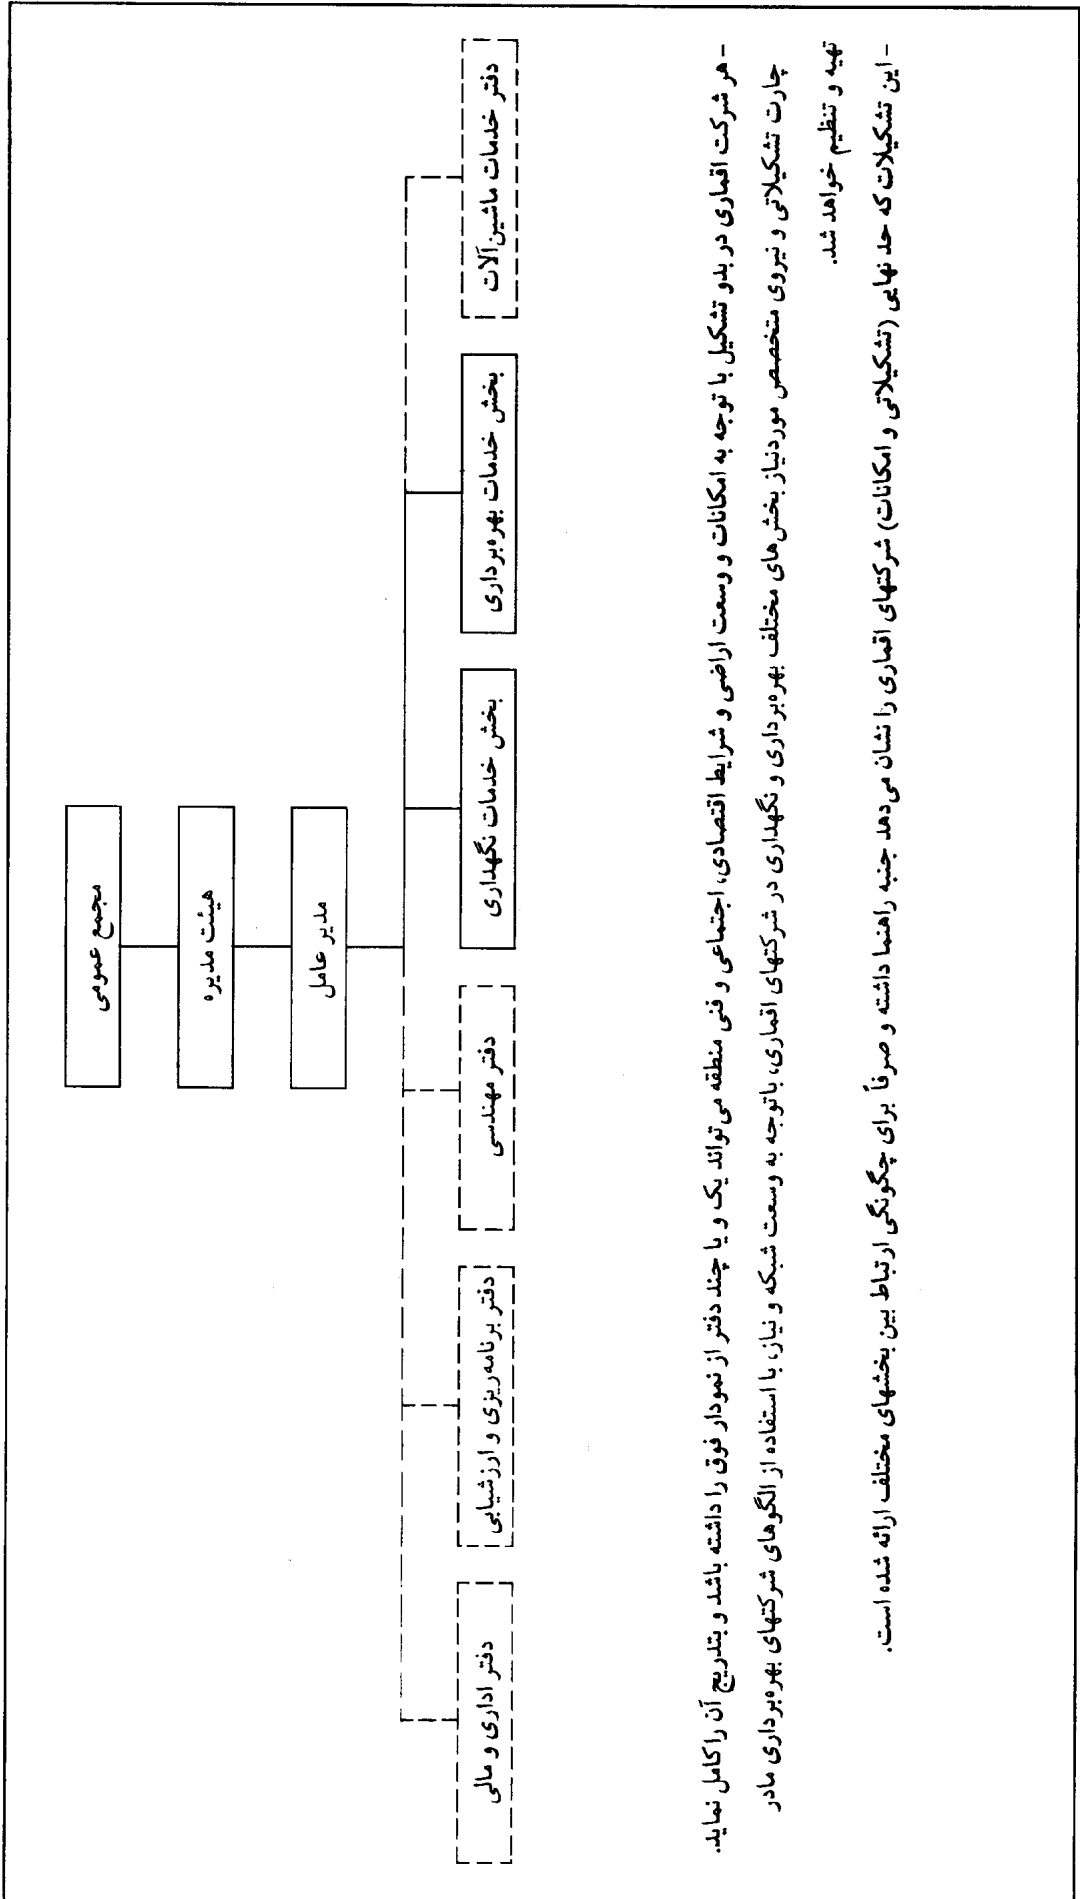 مجمع عمومی
هیئت مدیره
مدیر عامل
دفتر خدمات ماشین‌آلات
بخش خدمات بهره‌برداری
بخش خدمات نگهداری
دفتر مهندسی
دفتر برنامه‌ریزی و ارزشیابی
دفتر اداری و مالی
- هر شرکت اقماری در بدو تشکیل با توجه به امکانات و وسعت اراضی و شرایط اقتصادی، اجتماعی و فنی منطقه می‌تواند یک و یا چند دفتر از نمودار فوق را داشته باشد و بتدریج آن را کامل نماید.
چارت تشکیلاتی و نیروی متخصص موردنیاز بخش‌های مختلف بهره‌برداری و نگهداری در شرکتهای اقماری، باتوجه به وسعت شبکه و نیاز، با استفاده از الگوهای شرکتهای بهره‌برداری مادر
تهیه و تنظیم خواهد شد.
- این تشکیلات که حد نهایی (تشکیلاتی و امکانات) شرکتهای اقماری را نشان می‌دهد جنبه راهنما داشته و صرفاً برای چگونگی ارتباط بین بخشهای مختلف ارائه شده است.